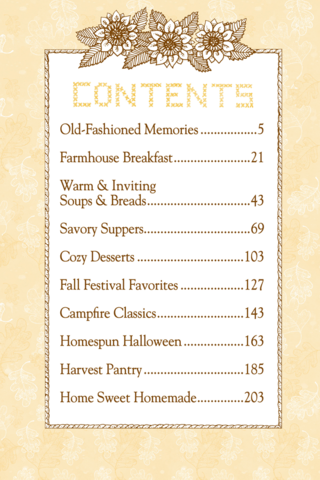 CONTENTS
Old-Fashioned Memories.................5
Farmhouse Breakfast.......................21
Warm & Inviting
Soups & Breads...............................43
Savory Suppers................................69
Cozy Desserts................................103
Fall Festival Favorites...................127
Campfire Classics..........................143
Homespun Halloween..................163
Harvest Pantry..............................185
Home Sweet Homemade..............203